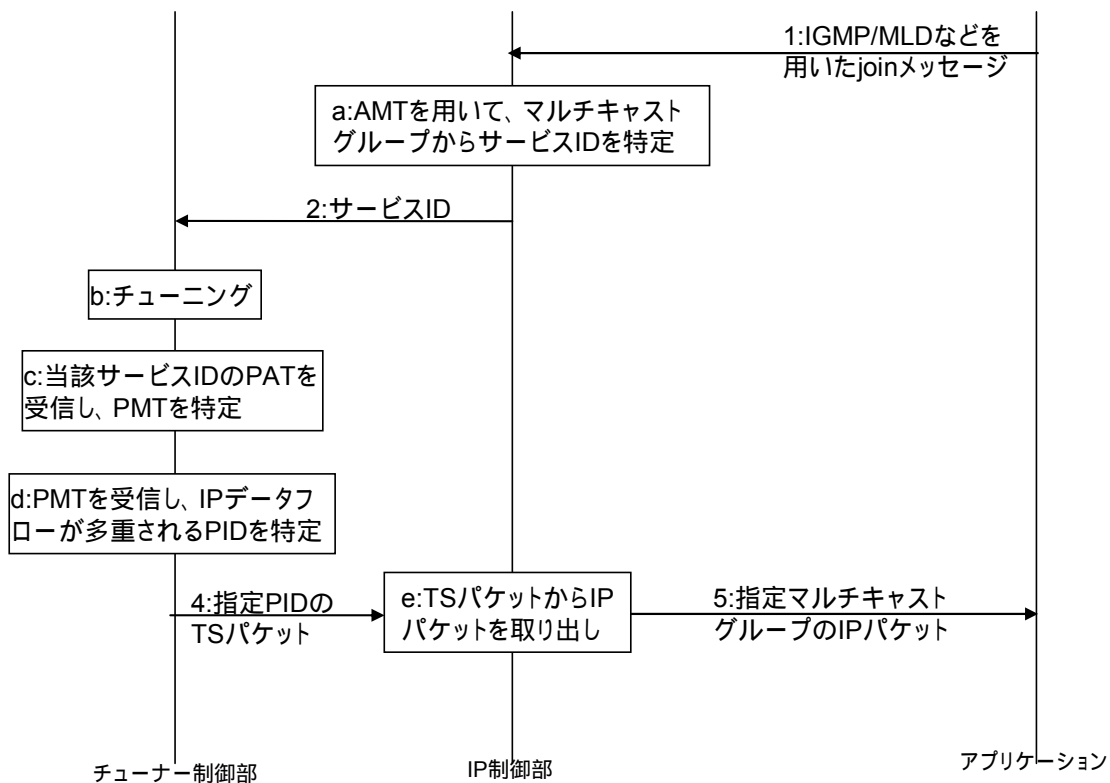 1:IGMP/MLDなどを
用いたjoinメッセージ
a:AMTを用いて、マルチキャスト
グループからサービスIDを特定
2:サービスID
b:チューニング
c:当該サービスIDのPATを
受信し、PMTを特定
d:PMTを受信し、IPデータフ
ローが多重されるPIDを特定
4:指定PIDの
TSパケット
e:TSパケットからIP
パケットを取り出し
5:指定マルチキャスト
グループのIPパケット
チューナー制御部
IP制御部
アプリケーション